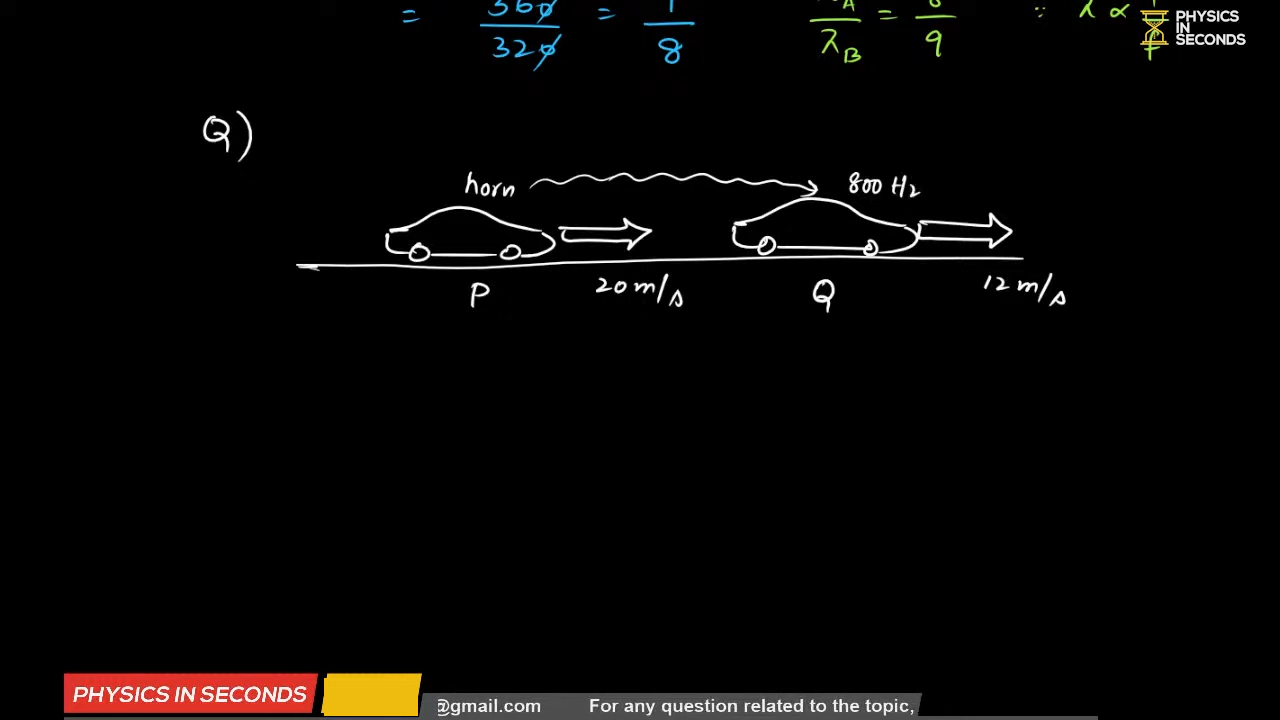 = 360/320 = 8 λA/λB = 9 ∵ λ ∝ f
PHYSICS
IN
SECONDS
Q)
horn 800 Hz
P 20 m/s Q 12 m/s
PHYSICS IN SECONDS @gmail.com For any question related to the topic,